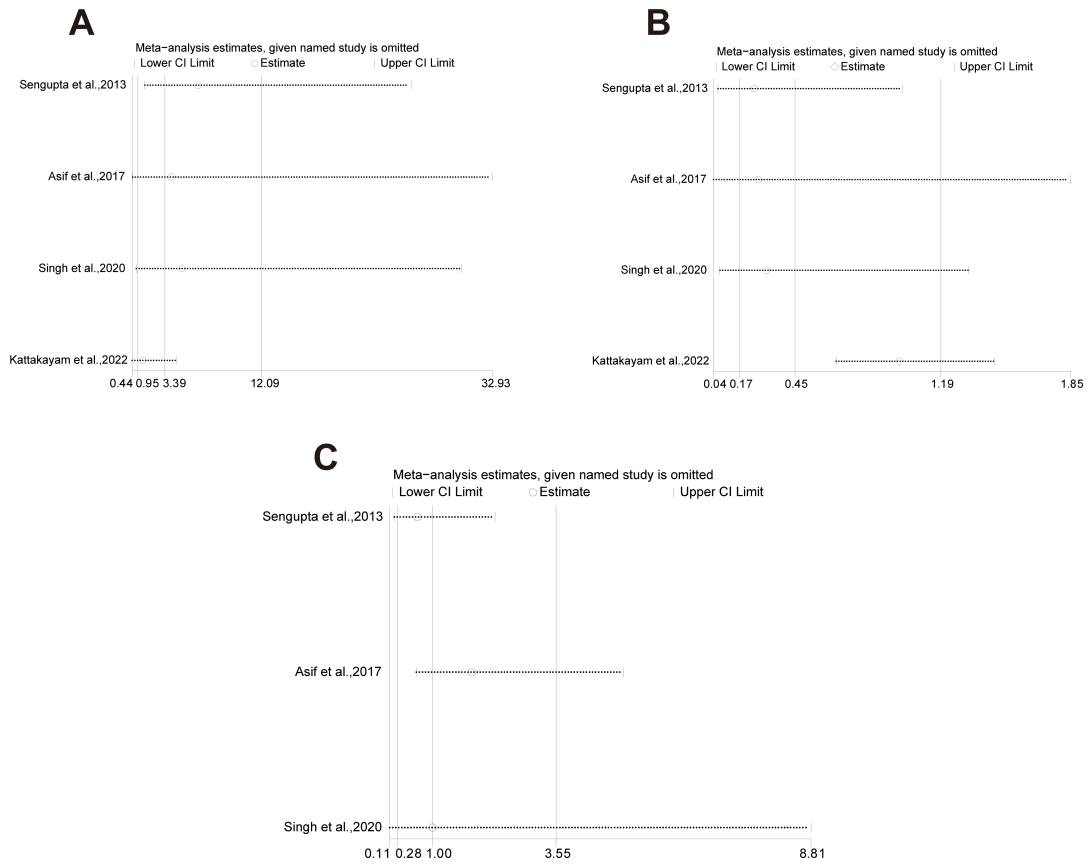 A
Meta−analysis estimates, given named study is omitted
Lower CI Limit Estimate Upper CI Limit
Sengupta et al.,2013
Asif et al.,2017
Singh et al.,2020
Kattakayam et al.,2022
0.44 0.95 3.39 12.09 32.93
B
Meta−analysis estimates, given named study is omitted
Lower CI Limit Estimate Upper CI Limit
Sengupta et al.,2013
Asif et al.,2017
Singh et al.,2020
Kattakayam et al.,2022
0.04 0.17 0.45 1.19 1.85
C
Meta−analysis estimates, given named study is omitted
Lower CI Limit Estimate Upper CI Limit
Sengupta et al.,2013
Asif et al.,2017
Singh et al.,2020
0.11 0.28 1.00 3.55 8.81